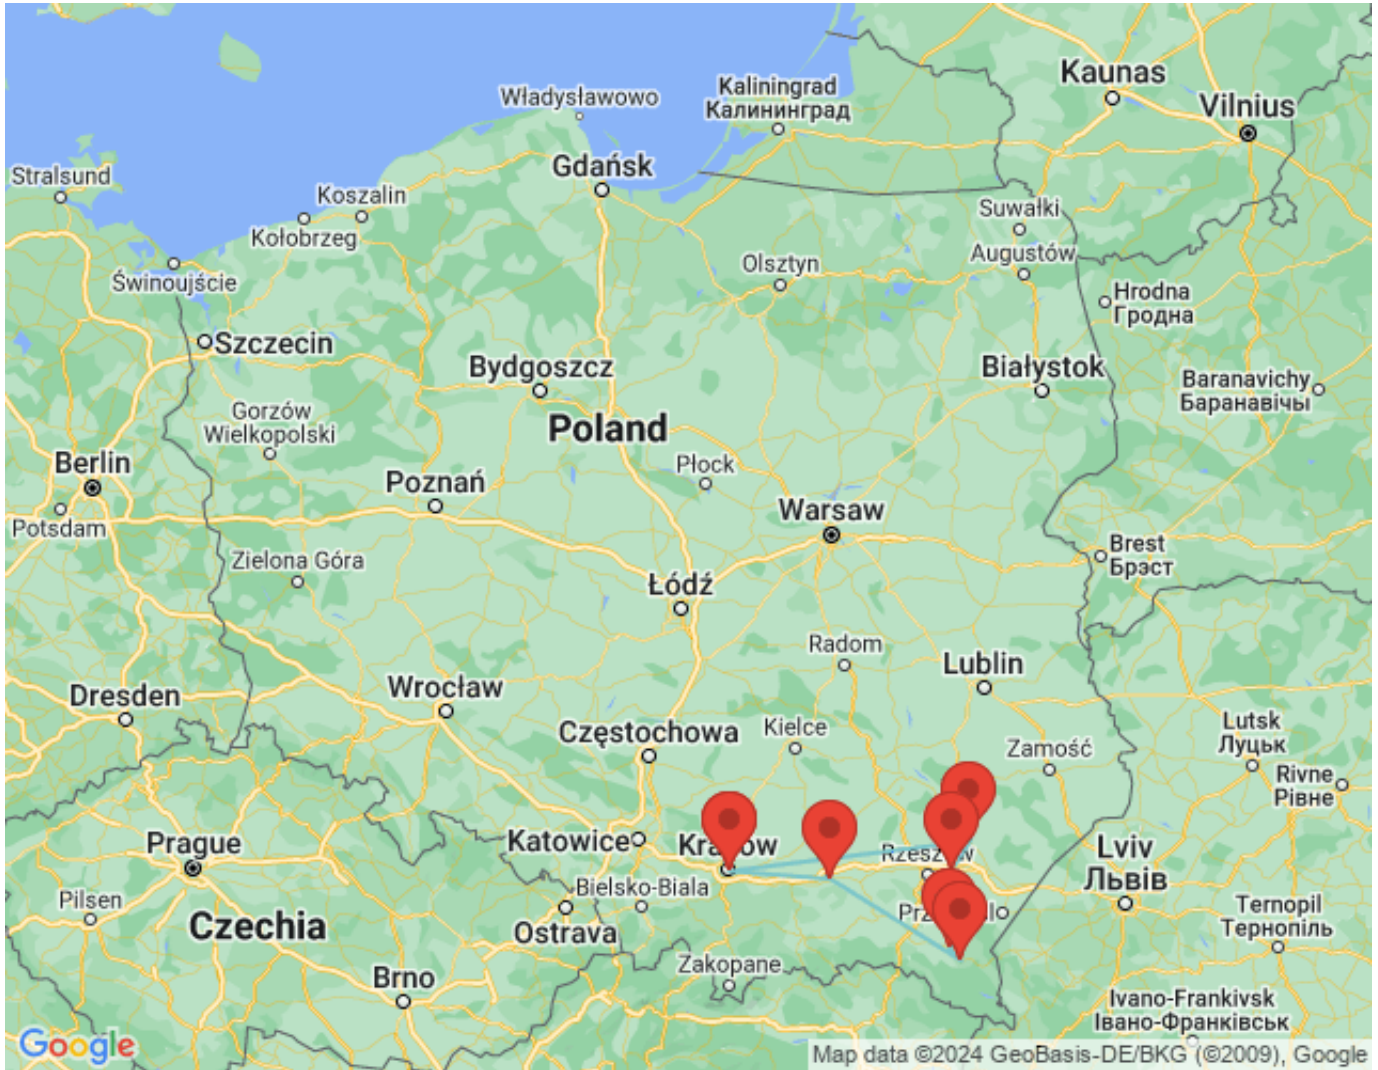 Kaunas
Vilnius
Kaliningrad
Калининград
Władysławowo
Gdańsk
Stralsund
Koszalin
Kołobrzeg
Suwałki
Augustów
Olsztyn
Świnoujście
Hrodna
Гродна
Szczecin
Bydgoszcz
Białystok
Baranavichy
Баранавічы
Gorzów
Wielkopolski
Poland
Berlin
Płock
Poznań
Warsaw
Potsdam
Brest
Брэст
Zielona Góra
Łódź
Radom
Lublin
Wrocław
Dresden
Częstochowa
Kielce
Lutsk
Луцьк
Zamość
Rivne
Рівне
Prague
Katowice
Lviv
Львів
Pilsen
Bielsko-Biala
Czechia
Ostrava
Ternopil
Тернопіль
Zakopane
Brno
Ivano-Frankivsk
Івано-Франківськ
Google
Map data ©2024 GeoBasis-DE/BKG (©2009), Google